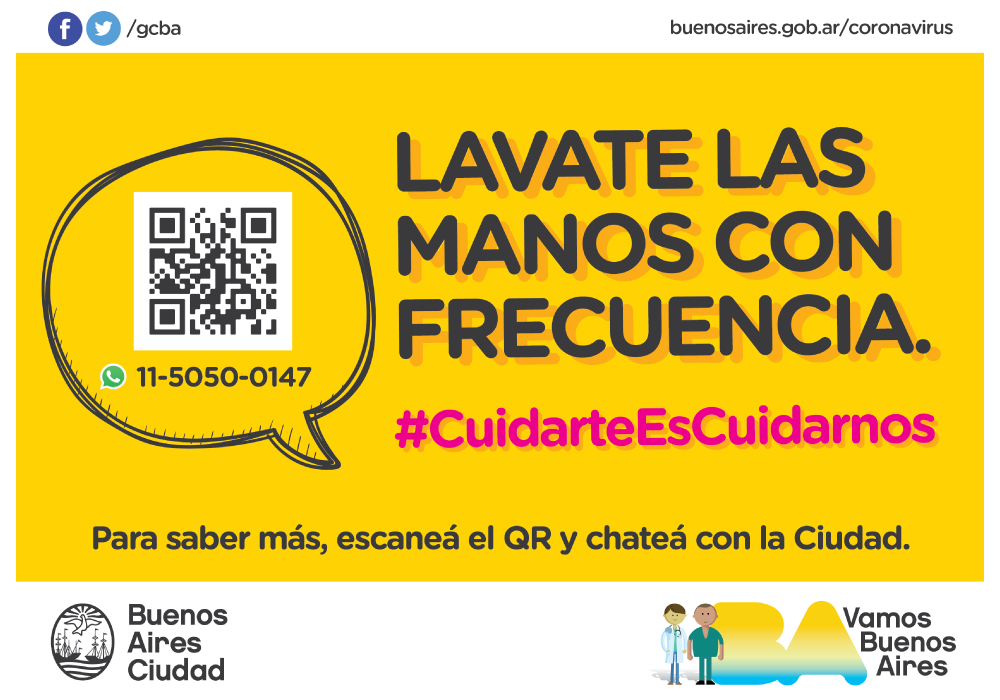 /gcba
buenosaires.gob.ar/coronavirus
LAVATE LAS
MANOS CON
FRECUENCIA.
#CuidarteEsCuidarnos
11-5050-0147
Para saber más, escaneá el QR y chateá con la Ciudad.
Buenos
Aires
Ciudad
BA
Vamos
Buenos
Aires